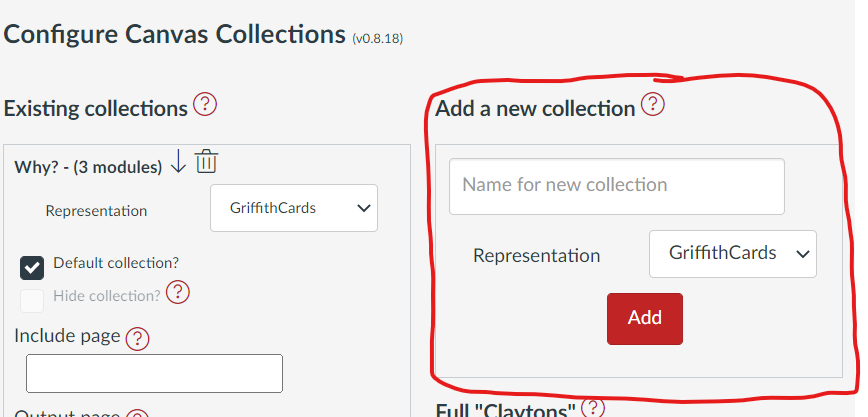 Configure Canvas Collections (v0.8.18)
Existing collections ?
Why? - (3 modules)
Representation GriffithCards
Default collection?
Hide collection? ?
Include page ?
Output page ?
Add a new collection ?
Name for new collection
Representation GriffithCards
Add
Full "Claytons" ?